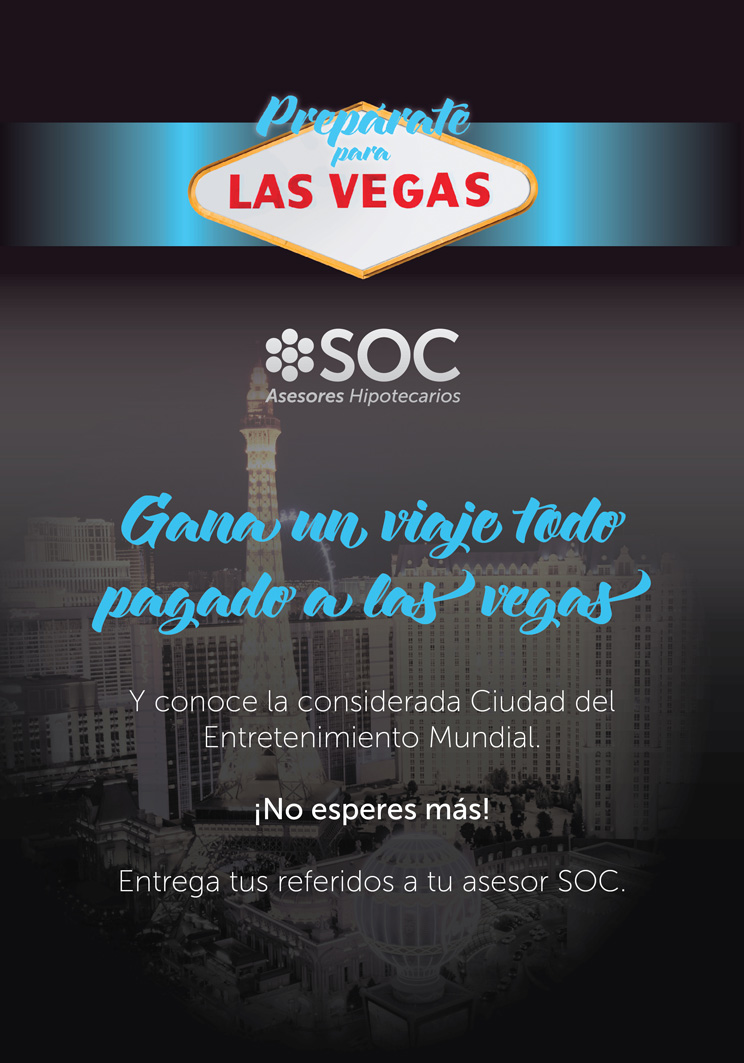 Prepárate
para
LAS VEGAS
SOC
Asesores Hipotecarios
Gana un viaje todo
pagado a las vegas
Y conoce la considerada Ciudad del
Entretenimiento Mundial.
¡No esperes más!
Entrega tus referidos a tu asesor SOC.